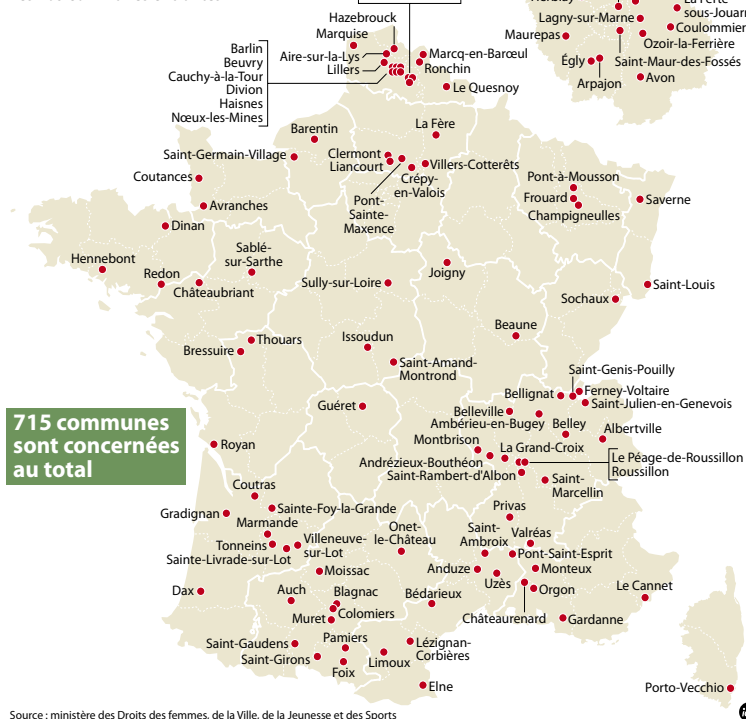 Hazebrouck
Marquise
Aire-sur-la-Lys
Lillers
Marcq-en-Barœul
Ronchin
Le Quesnoy
Barlin
Beuvry
Cauchy-à-la-Tour
Divion
Haisnes
Nœux-les-Mines
Lagny-sur-Marne
sous-Jouarre
Coulommiers
Maurepas
Ozoir-la-Ferrière
Saint-Maur-des-Fossés
Égly
Arpajon
Avon
Barentin
La Fère
Saint-Germain-Village
Clermont
Liancourt
Villers-Cotterêts
Crépy-
en-Valois
Pont-
Sainte-
Maxence
Coutances
Avranches
Dinan
Pont-à-Mousson
Frouard
Champigneulles
Saverne
Hennebont
Redon
Châteaubriant
Sablé-
sur-Sarthe
Sully-sur-Loire
Joigny
Saint-Louis
Sochaux
Beaune
Thouars
Bressuire
Issoudun
Saint-Amand-
Montrond
Saint-Genis-Pouilly
Bellignat
Ferney-Voltaire
Saint-Julien-en-Genevois
Guéret
Belleville
Ambérieu-en-Bugey
Belley
Albertville
715 communes
sont concernées
au total
Royan
Montbrison
La Grand-Croix
Andrézieux-Bouthéon
Saint-Rambert-d'Albon
Le Péage-de-Roussillon
Roussillon
Saint-
Marcellin
Coutras
Sainte-Foy-la-Grande
Gradignan
Marmande
Tonneins
Villeneuve-
sur-Lot
Sainte-Livrade-sur-Lot
Onet-
le-Château
Privas
Saint-
Ambroix
Valréas
Pont-Saint-Esprit
Moissac
Anduze
Uzès
Monteux
Orgon
Le Cannet
Dax
Auch
Blagnac
Colomiers
Muret
Bédarieux
Châteaurenard
Gardanne
Saint-Gaudens
Saint-Girons
Pamiers
Foix
Limoux
Lézignan-
Corbières
Elne
Porto-Vecchio
Source : ministère des Droits des femmes, de la Ville, de la Jeunesse et des Sports